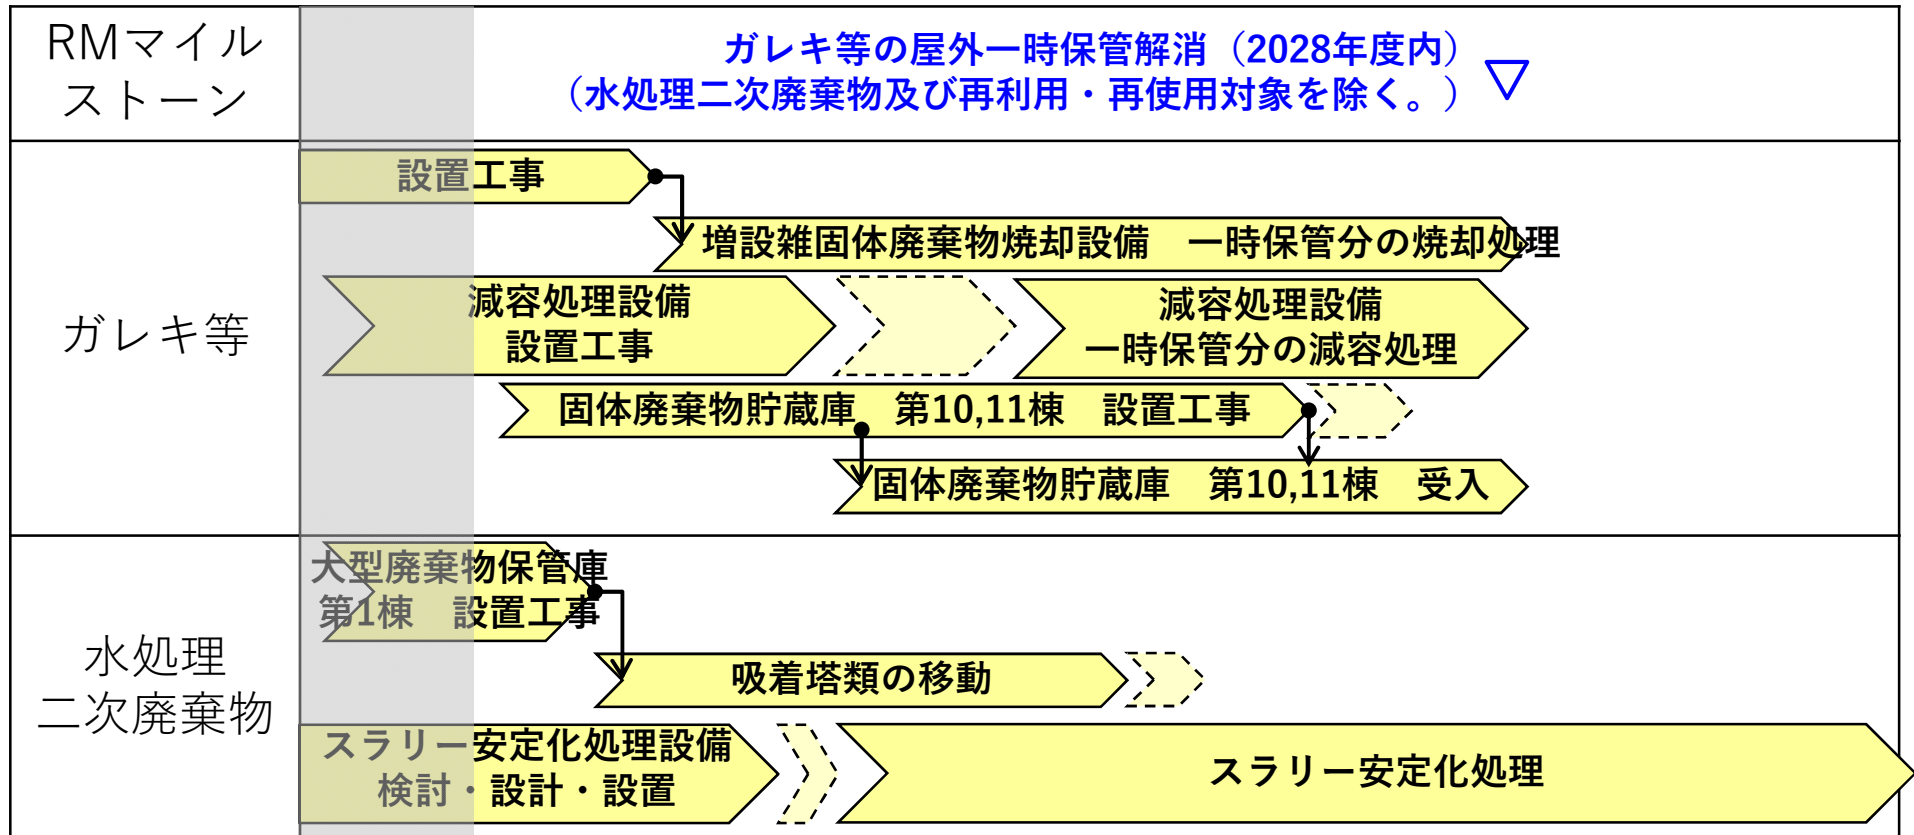 RMマイル
ストーン
ガレキ等の屋外一時保管解消（2028年度内）
（水処理二次廃棄物及び再利用・再使用対象を除く。）
ガレキ等
設置工事
増設雑固体廃棄物焼却設備　一時保管分の焼却処理
減容処理設備
設置工事
減容処理設備
一時保管分の減容処理
固体廃棄物貯蔵庫　第10,11棟　設置工事
固体廃棄物貯蔵庫　第10,11棟　受入
水処理
二次廃棄物
大型廃棄物保管庫
第1棟　設置工事
吸着塔類の移動
スラリー安定化処理設備
検討・設計・設置
スラリー安定化処理